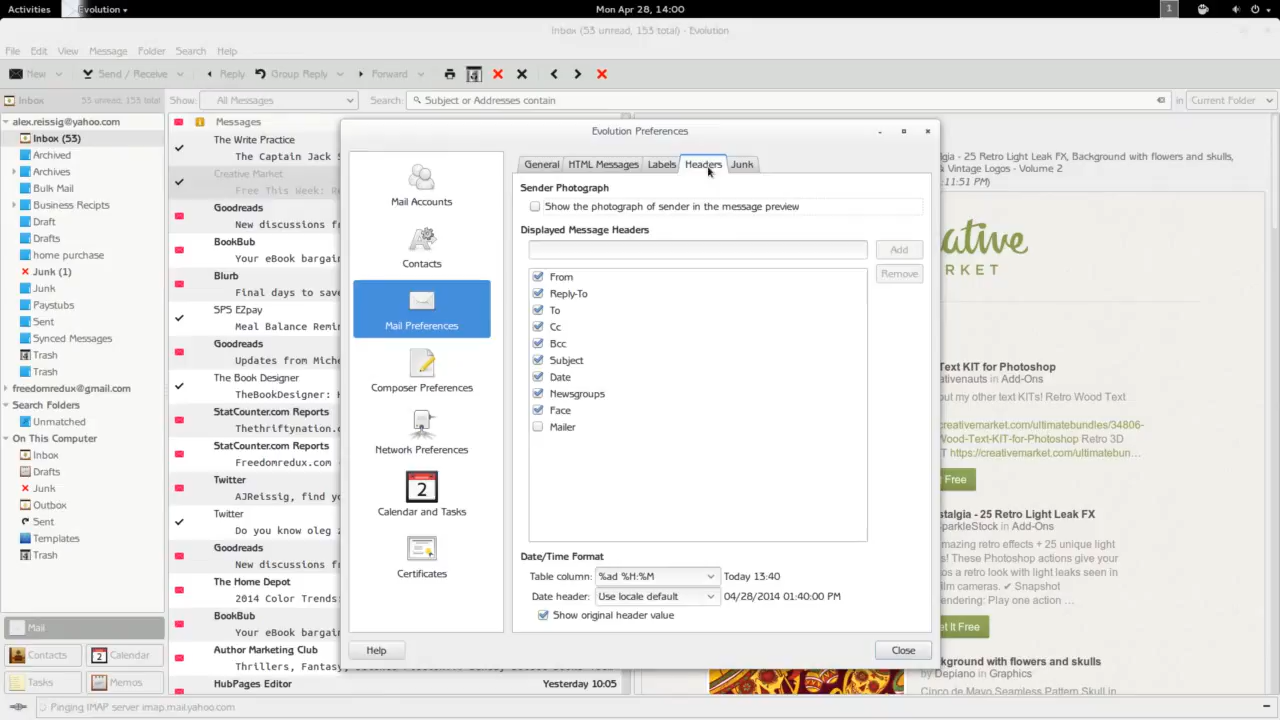 Activities
Evolution
Mon Apr 28, 14:00
1
Inbox (53 unread, 153 total) - Evolution
File Edit View Message Folder Search Help
New Send / Receive Reply Group Reply Forward
Inbox 53 unread, 153 total
Show: All Messages Search: Subject or Addresses contain in Current Folder
alex.reissig@yahoo.com
Inbox (53)
Archived
Archives
Bulk Mail
Business Recipts
Draft
Drafts
home purchase
Junk (1)
Junk
Paystubs
Sent
Synced Messages
Trash
Trash
freedomredux@gmail.com
Search Folders
Unmatched
On This Computer
Inbox
Drafts
Junk
Outbox
Sent
Templates
Trash
Mail
Contacts Calendar
Tasks Memos
Messages
The Write Practice
The Captain Jack S
Creative Market
Free This Week: R
Goodreads
New discussions f
BookBub
Your eBook bargai
Blurb
Final days to save
SPS EZpay
Meal Balance Remi
Goodreads
Updates from Miche
The Book Designer
TheBookDesigner: H
StatCounter.com Reports
Thethriftynation.c
StatCounter.com Reports
Freedomredux.com
Twitter
AJReissig, find yo
Twitter
Do you know oleg z
Goodreads
New discussions fr
The Home Depot
2014 Color Trends
BookBub
Your eBook bargai
Author Marketing Club
HubPages Editor Yesterday 10:05
Evolution Preferences
Mail Accounts
Contacts
Mail Preferences
Composer Preferences
Network Preferences
2
Calendar and Tasks
Certificates
General HTML Messages Labels Headers Junk
Sender Photograph
Show the photograph of sender in the message preview
Displayed Message Headers
Add
Remove
From
Reply-To
To
Cc
Bcc
Subject
Date
Newsgroups
Face
Mailer
Date/Time Format
Table column: %ad %H:%M Today 13:40
Date header: Use locale default 04/28/2014 01:40:00 PM
Show original header value
Help Close
algia - 25 Retro Light Leak FX, Background with flowers and skulls,
& Vintage Logos - Volume 2
:11:51 PM)
ative
MARKET
Text KIT for Photoshop
eativenauts in Add-Ons
out my other text KITs! Retro Wood Text
creativemarket.com/ultimatebundles/34806-
Wood-Text-KIT-for-Photoshop Retro 3D
T https://creativemarket.com/ultimatebun...
Free
stalgia - 25 Retro Light Leak FX
SparkleStock in Add-Ons
amazing retro effects + 25 unique light
s! These Photoshop actions give your
os a retro look with light leaks seen in
film cameras. ✔ Snapshot
endering: Play one action ...
et It Free
kground with flowers and skulls
y Depiano in Graphics
Cinco de Mayo Seamless Pattern Skull in
Pinging IMAP server imap.mail.yahoo.com